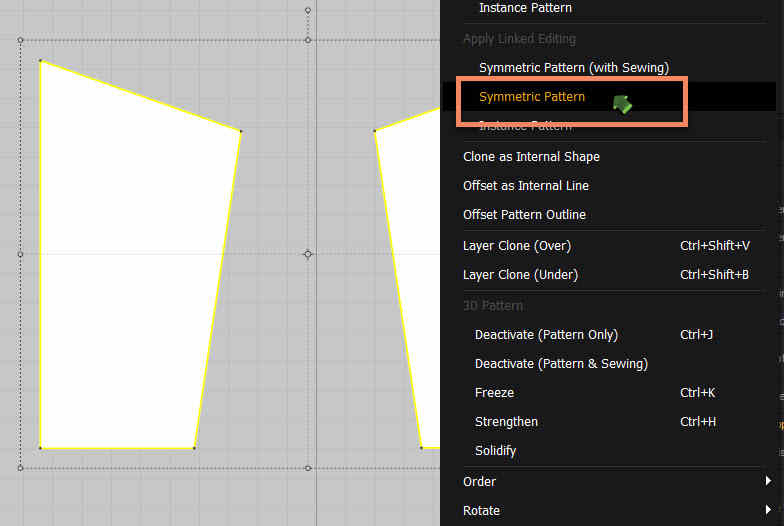 Instance Pattern
Apply Linked Editing
Symmetric Pattern (with Sewing)
Symmetric Pattern
Instance Pattern
Clone as Internal Shape
Offset as Internal Line
Offset Pattern Outline
Layer Clone (Over) Ctrl+Shift+V
Layer Clone (Under) Ctrl+Shift+B
3D Pattern
Deactivate (Pattern Only) Ctrl+J
Deactivate (Pattern & Sewing)
Freeze Ctrl+K
Strengthen Ctrl+H
Solidify
Order
Rotate